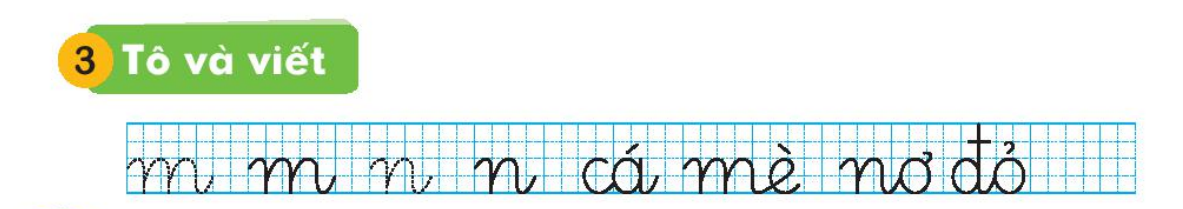 3 Tô và viết
m m n n cá mè nơ đỏ